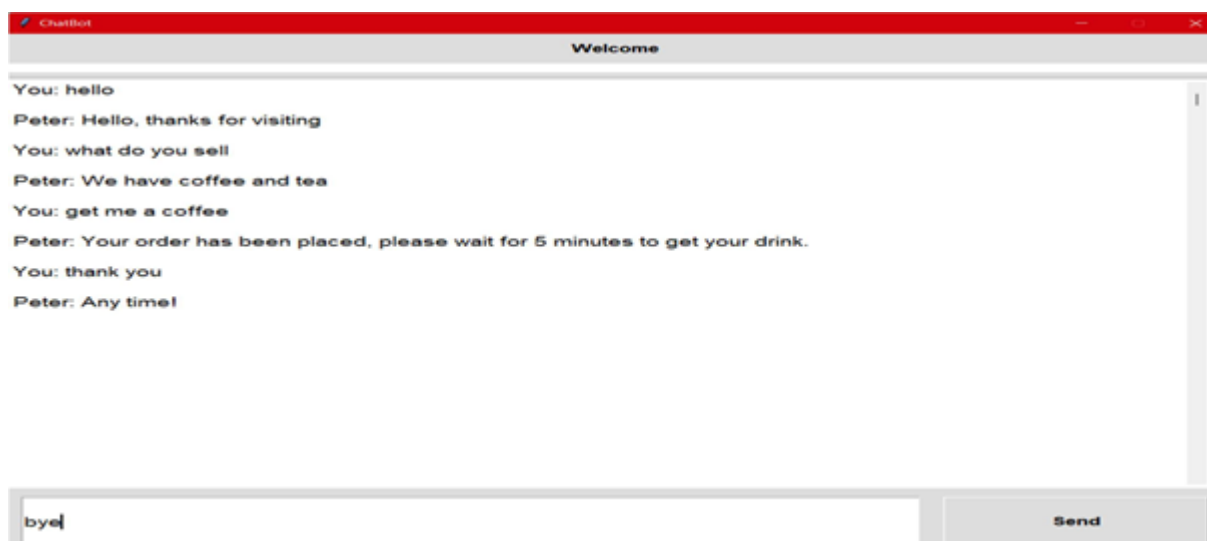 ChatBot
Welcome
You: hello
Peter: Hello, thanks for visiting
You: what do you sell
Peter: We have coffee and tea
You: get me a coffee
Peter: Your order has been placed, please wait for 5 minutes to get your drink.
You: thank you
Peter: Any time!
bye
Send